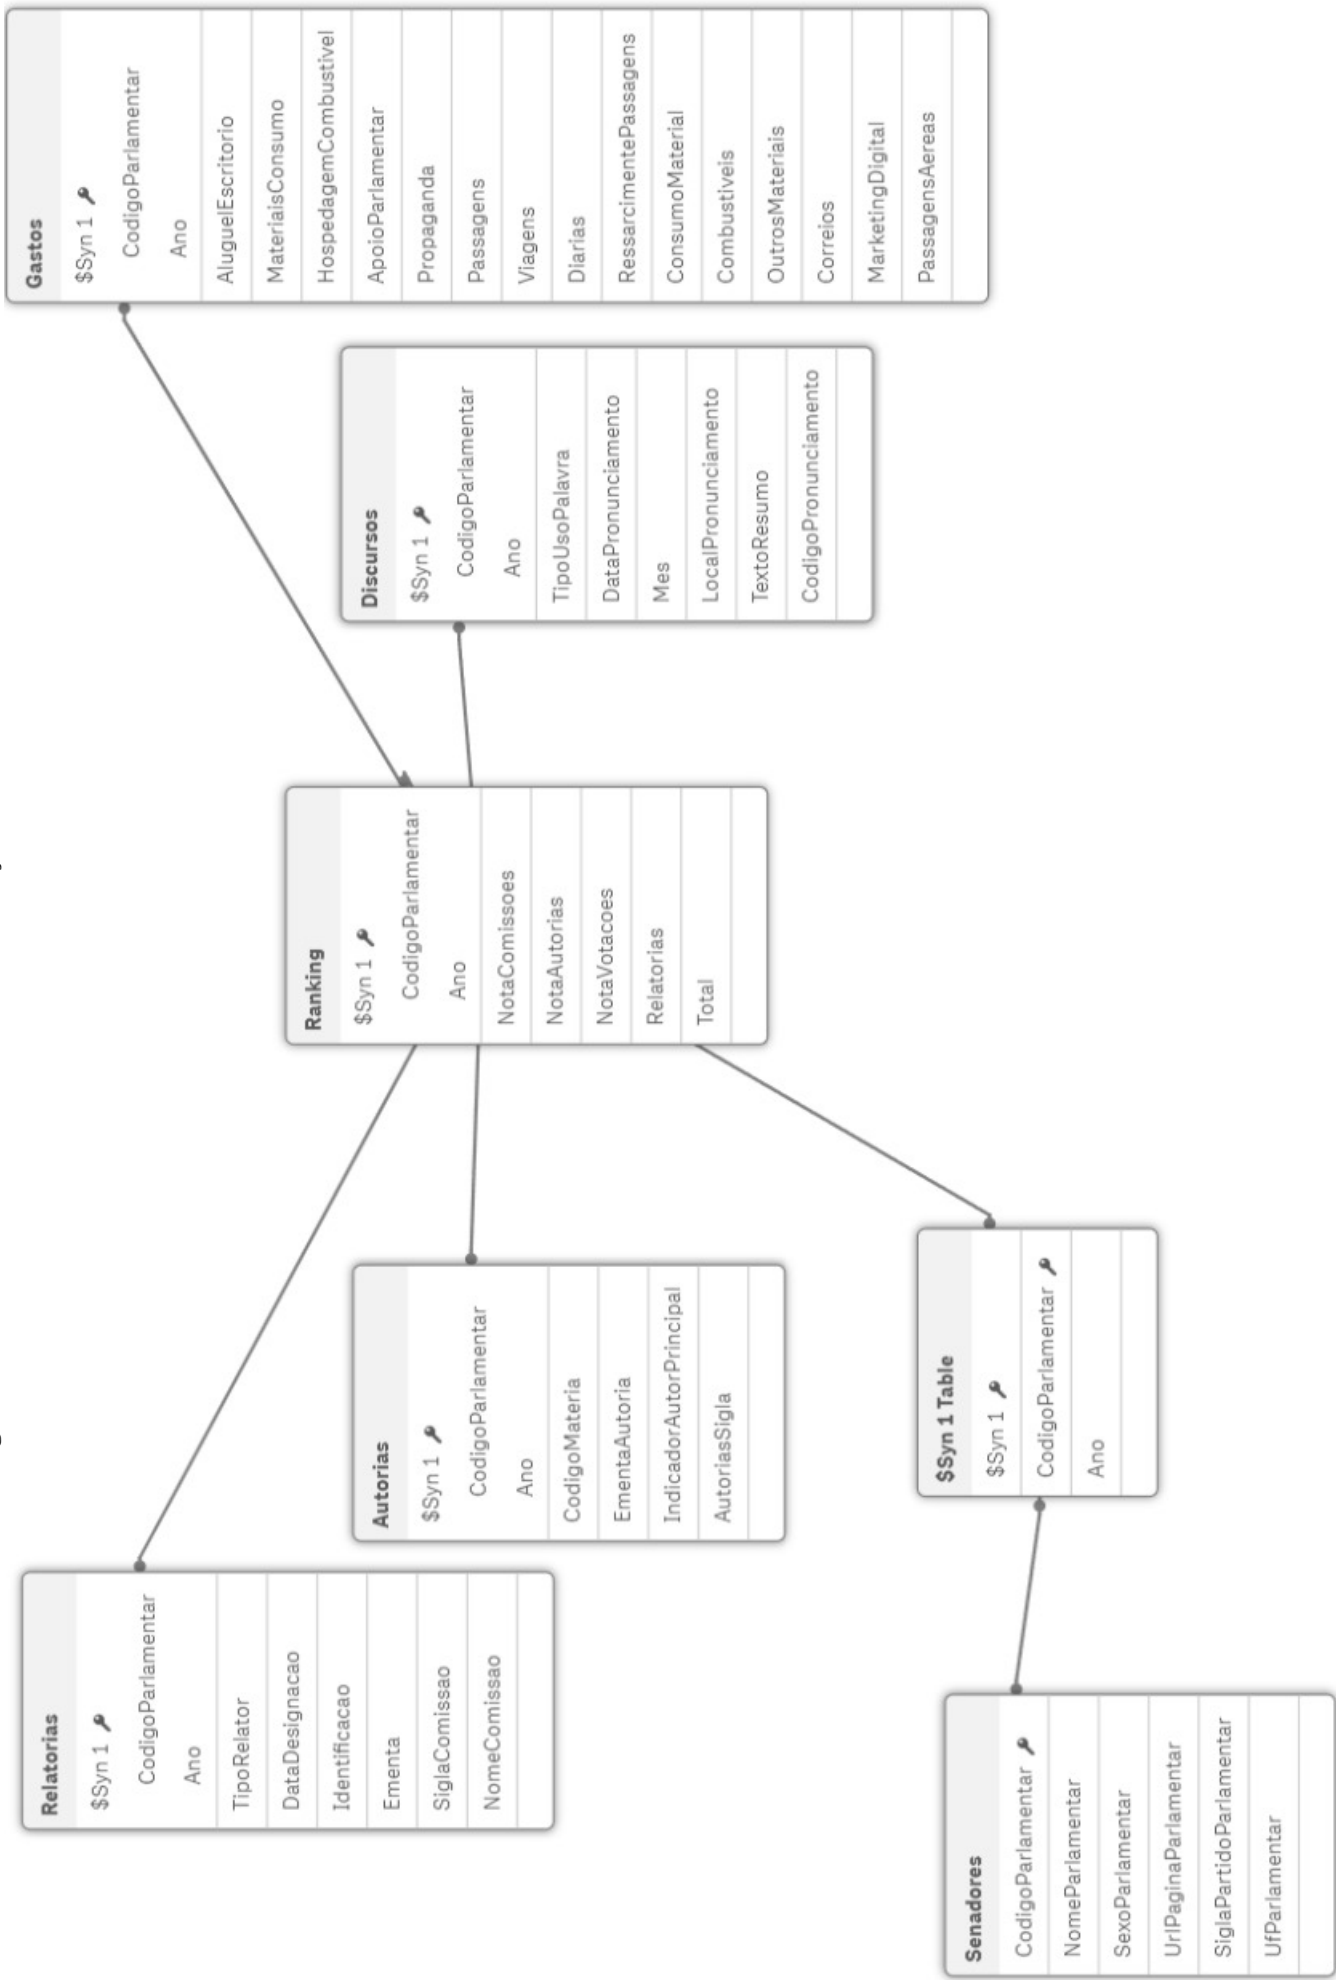 Relatorias
$Syn 1
CodigoParlamentar
Ano
TipoRelator
DataDesignacao
Identificacao
Ementa
SiglaComissao
NomeComissao
Autorias
$Syn 1
CodigoParlamentar
Ano
CodigoMateria
EmentaAutoria
IndicadorAutorPrincipal
AutoriasSigla
Ranking
$Syn 1
CodigoParlamentar
Ano
NotaComissoes
NotaAutorias
NotaVotacoes
Relatorias
Total
Discursos
$Syn 1
CodigoParlamentar
Ano
TipoUsoPalavra
DataPronunciamento
Mes
LocalPronunciamento
TextoResumo
CodigoPronunciamento
Gastos
$Syn 1
CodigoParlamentar
Ano
AluguelEscritorio
MateriaisConsumo
HospedagemCombustivel
ApoioParlamentar
Propaganda
Passagens
Viagens
Diarias
RessarcimentePassagens
ConsumoMaterial
Combustiveis
OutrosMateriais
Correios
MarketingDigital
PassagensAereas
Senadores
CodigoParlamentar
NomeParlamentar
SexoParlamentar
UrlPaginaParlamentar
SiglaPartidoParlamentar
UfParlamentar
$Syn 1 Table
$Syn 1
CodigoParlamentar
Ano